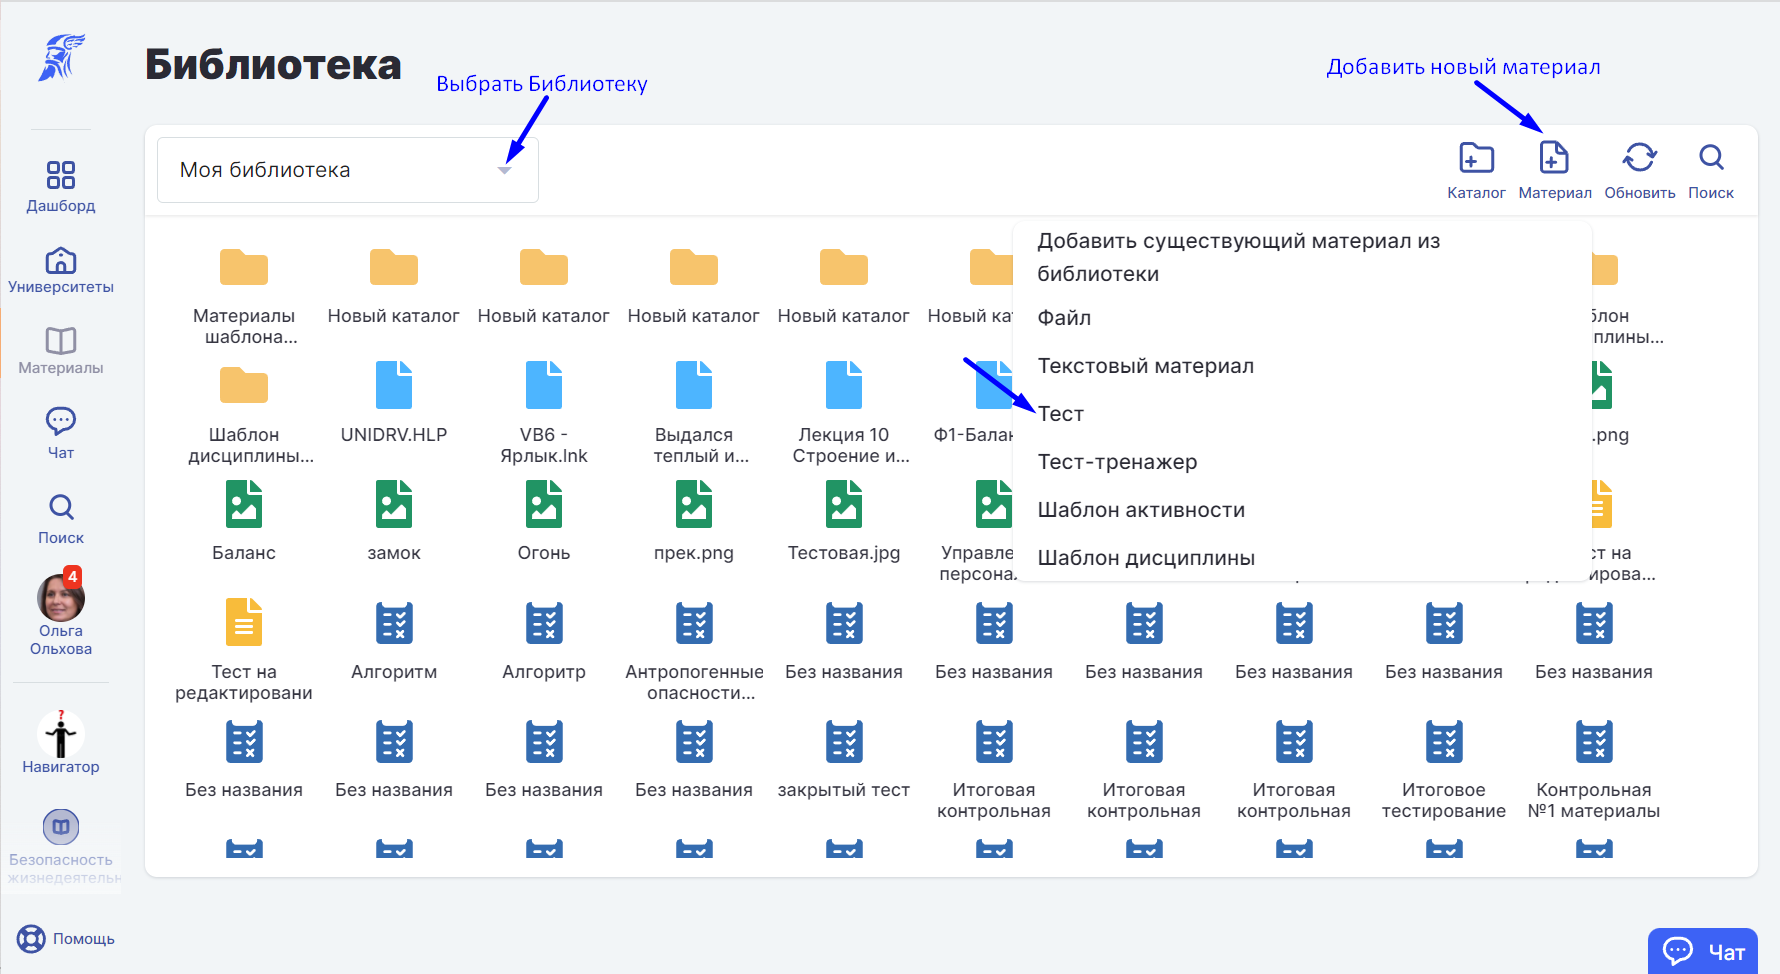 Библиотека
Выбрать Библиотеку
Добавить новый материал
Моя библиотека
Каталог
Материал
Обновить
Поиск
Дашборд
Университеты
Материалы
Чат
Поиск
4
Ольга
Ольхова
?
Навигатор
Безопасность
жизнедеятельн
Помощь
Добавить существующий материал из
библиотеки
Файл
Текстовый материал
Тест
Тест-тренажер
Шаблон активности
Шаблон дисциплины
Материалы
шаблона...
Новый каталог
Новый каталог
Новый каталог
Новый каталог
Новый ка
блон
плины...
Шаблон
дисциплины...
UNIDRV.HLP
VB6 -
Ярлык.lnk
Выдался
теплый и...
Лекция 10
Строение и...
Ф1-Балан
.png
Баланс
замок
Огонь
прек.png
Тестовая.jpg
Управле
персонал
ст на
ирова...
Тест на
редактировани
Алгоритм
Алгоритр
Антропогенные
опасности...
Без названия
Без названия
Без названия
Без названия
Без названия
Без названия
Без названия
Без названия
Без названия
Без названия
закрытый тест
Итоговая
контрольная
Итоговая
контрольная
Итоговая
контрольная
Итоговое
тестирование
Контрольная
№1 материалы
Чат